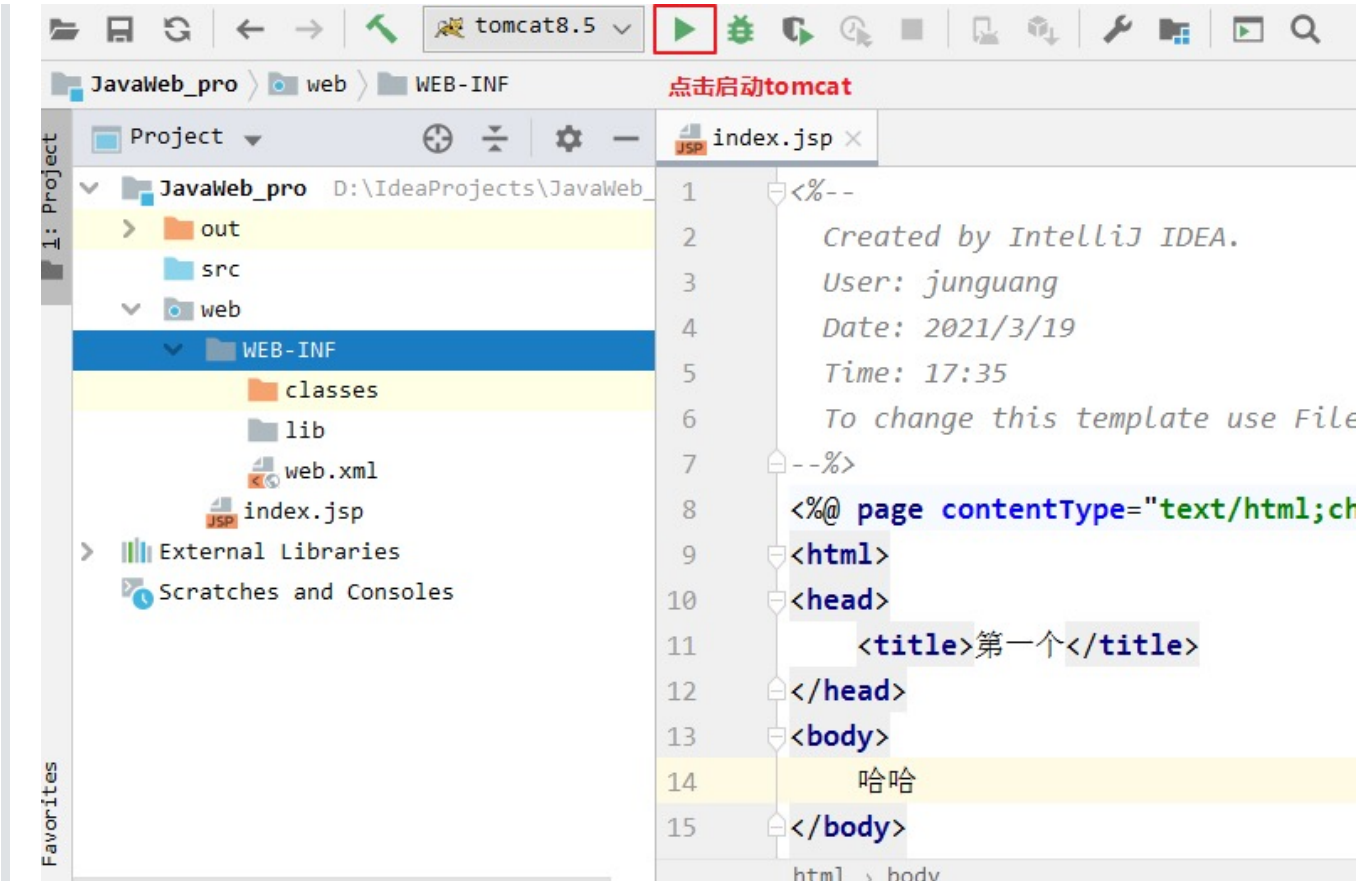 tomcat8.5
JavaWeb_pro web WEB-INF
点击启动tomcat
1: Project
Project
index.jsp
JavaWeb_pro D:\IdeaProjects\JavaWeb_
out
src
web
WEB-INF
classes
lib
web.xml
JSP index.jsp
External Libraries
Scratches and Consoles
Favorites
JSP
1 <%--
2 Created by IntelliJ IDEA.
3 User: junguang
4 Date: 2021/3/19
5 Time: 17:35
6 To change this template use File
7 --%>
8 <%@ page contentType="text/html;ch
9 <html>
10 <head>
11 <title>第一个</title>
12 </head>
13 <body>
14 哈哈
15 </body>
html › body